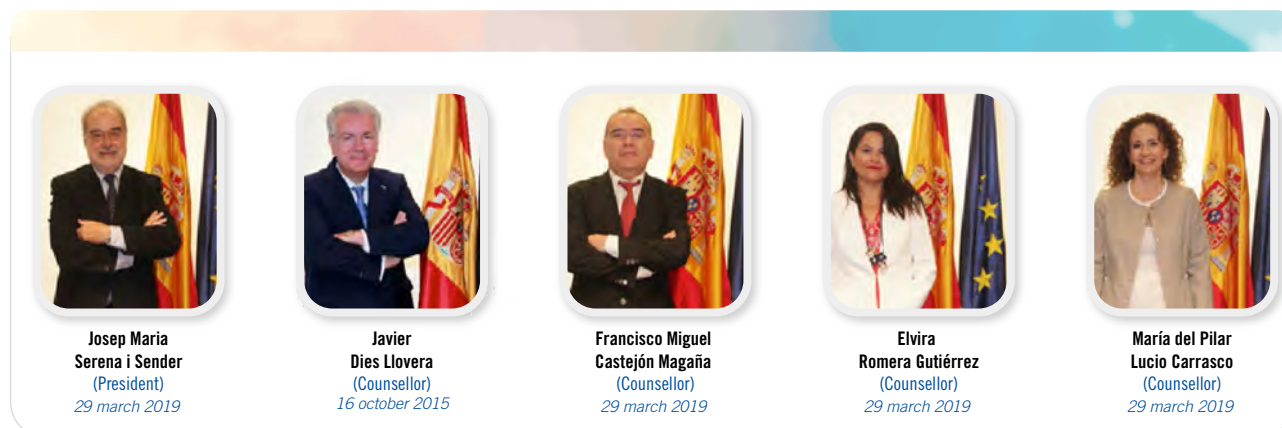 Josep Maria
Serena i Sender
(President)
29 march 2019
Javier
Dies Llovera
(Counsellor)
16 october 2015
Francisco Miguel
Castejón Magaña
(Counsellor)
29 march 2019
Elvira
Romera Gutiérrez
(Counsellor)
29 march 2019
María del Pilar
Lucio Carrasco
(Counsellor)
29 march 2019